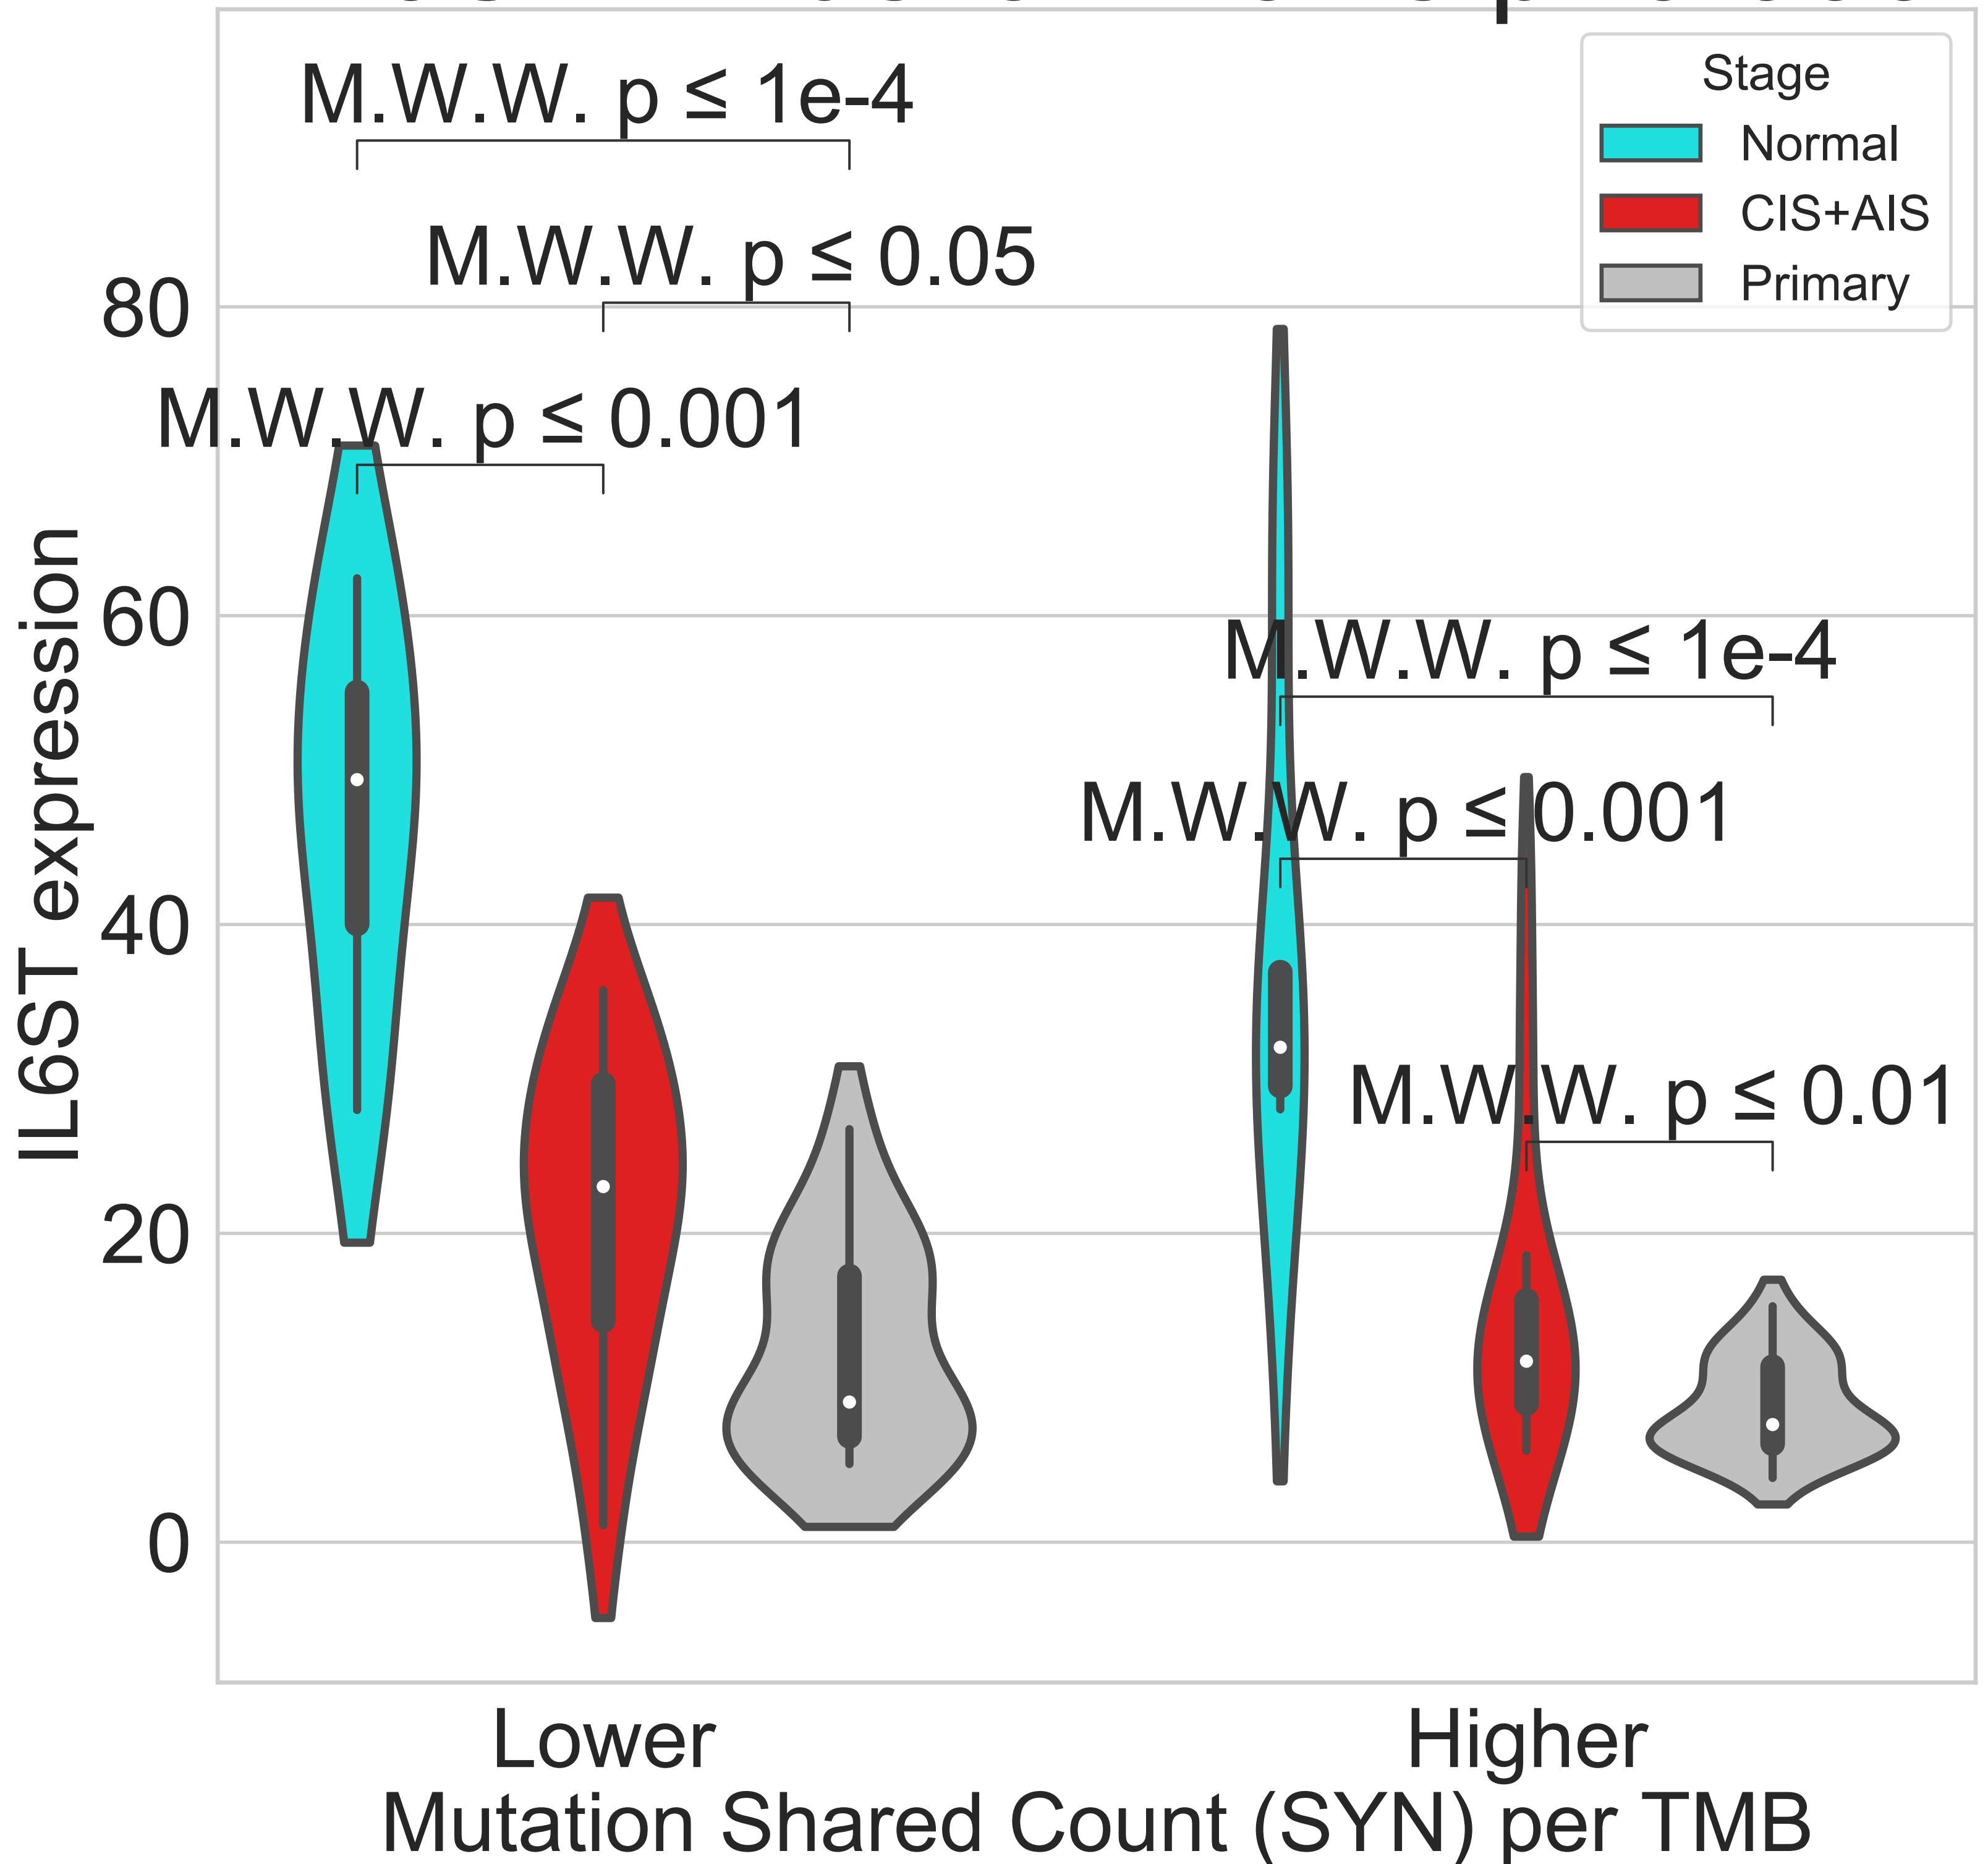 M.W.W. p ≤ 1e-4
Stage
Normal
CIS+AIS
Primary
M.W.W. p ≤ 0.05
80
M.W.W. p ≤ 0.001
60
M.W.W. p ≤ 1e-4
M.W.W. p ≤ 0.001
40
M.W.W. p ≤ 0.01
20
0
IL6ST expression
Lower
Higher
Mutation Shared Count (SYN) per TMB